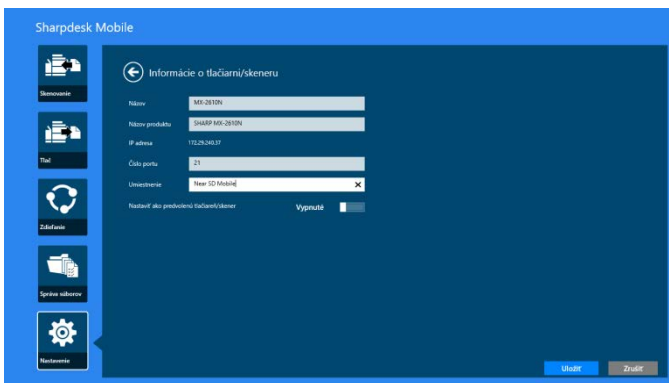 Sharpdesk Mobile
Skenovanie
Tlač
Zdieľanie
Správa súborov
Nastavenie
Informácie o tlačiarni/skeneru
Názov MX-2610N
Názov produktu SHARP MX-2610N
IP adresa 172.29.240.37
Číslo portu 21
Umiestnenie Near SD Mobile
Nastaviť ako predvolenú tlačiareň/skener Vypnuté
Uložiť Zrušiť